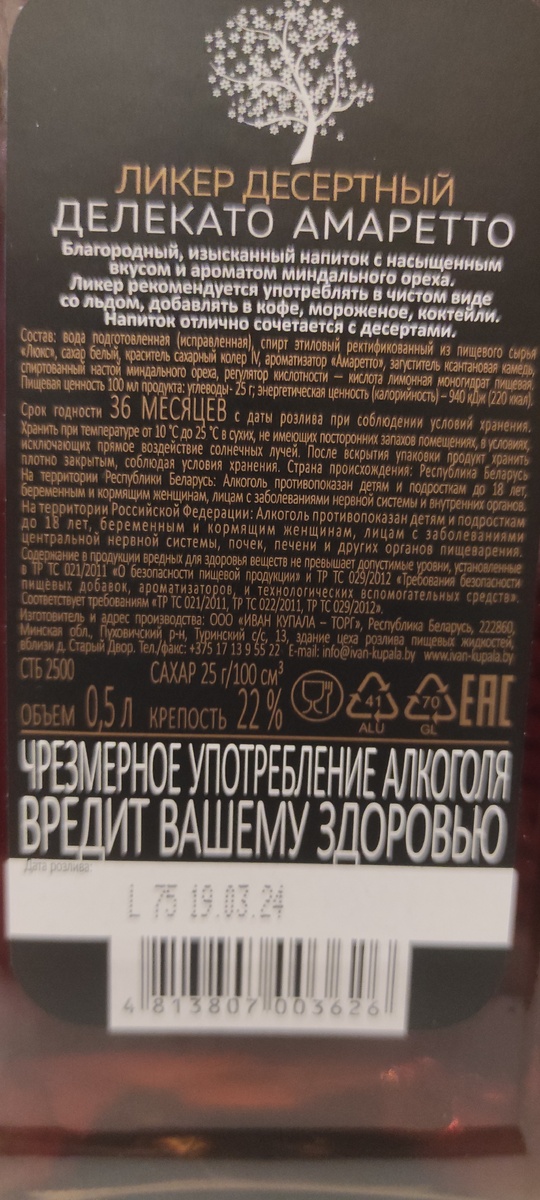 ЛИКЕР ДЕСЕРТНЫЙ
ДЕЛЕКАТО АМАРЕТТО
Благородный, изысканный напиток с насыщенным
вкусом и ароматом миндального ореха.
Ликер рекомендуется употреблять в чистом виде
со льдом, добавлять в кофе, мороженое, коктейли.
Напиток отлично сочетается с десертами.
Состав: вода подготовленная (исправленная), спирт этиловый ректификованный из пищевого сырья
«Люкс», сахар белый, краситель сахарный колер IV, ароматизатор «Амаретто», загуститель ксантановая камедь,
спиртованный настой миндального ореха, регулятор кислотности — кислота лимонная моногидрат пищевая.
Пищевая ценность 100 мл продукта: углеводы- 25 г; энергетическая ценность (калорийность) – 940 кДж (220 ккал).
Срок годности 36 МЕСЯЦЕВ с даты розлива при соблюдении условий хранения.
Хранить при температуре от 10 °С до 25 °С в сухих, не имеющих посторонних запахов помещениях, в условиях,
исключающих прямое воздействие солнечных лучей. После вскрытия упаковки продукт хранить
плотно закрытым, соблюдая условия хранения. Страна происхождения: Республика Беларусь
На территории Республики Беларусь: Алкоголь противопоказан детям и подросткам до 18 лет,
беременным и кормящим женщинам, лицам с заболеваниями нервной системы и внутренних органов.
На территории Российской Федерации: Алкоголь противопоказан детям и подросткам
до 18 лет, беременным и кормящим женщинам, лицам с заболеваниями
центральной нервной системы, почек, печени и других органов пищеварения.
Содержание в продукции вредных для здоровья веществ не превышает допустимые уровни, установленные
в ТР ТС 021/2011 «О безопасности пищевой продукции» и ТР ТС 029/2012 «Требования безопасности
пищевых добавок, ароматизаторов, и технологических вспомогательных средств».
Соответствует требованиям «ТР ТС 021/2011, ТР ТС 022/2011, ТР ТС 029/2012».
Изготовитель и адрес производства: ООО «ИВАН КУПАЛА – ТОРГ», Республика Беларусь, 222860,
Минская обл., Пуховичский р-н, Туринский с/с, 13, здание цеха розлива пищевых жидкостей,
вблизи д. Старый Двор. Тел./факс: +375 17 13 9 55 22 E-mail: info@ivan-kupala.by www.ivan-kupala.by
СТБ 2500 САХАР 25 г/100 см³
ОБЪЕМ 0,5 л КРЕПОСТЬ 22 % 41 ALU 70 GL EAC
ЧРЕЗМЕРНОЕ УПОТРЕБЛЕНИЕ АЛКОГОЛЯ
ВРЕДИТ ВАШЕМУ ЗДОРОВЬЮ
Дата розлива:
L 75 19.03.24
4 813807 003626